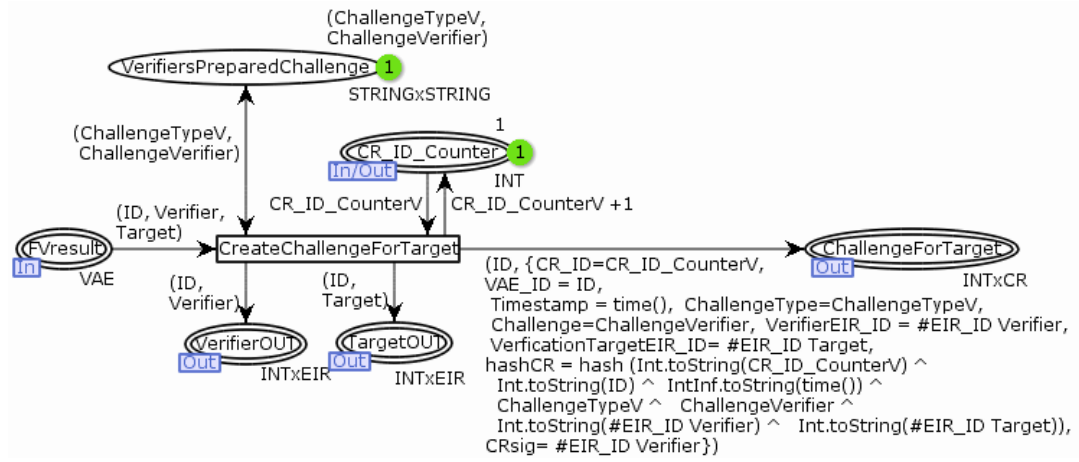 (ChallengeTypeV,
ChallengeVerifier)
VerifiersPreparedChallenge
1
STRINGxSTRING
(ChallengeTypeV,
ChallengeVerifier)
1
CR_ID_Counter
1
In/Out
INT
CR_ID_CounterV
CR_ID_CounterV +1
(ID, Verifier,
Target)
FVresult
In
VAE
CreateChallengeForTarget
ChallengeForTarget
Out
INTxCR
(ID,
Verifier)
(ID,
Target)
VerifierOUT
Out
INTxEIR
TargetOUT
Out
INTxEIR
(ID, {CR_ID=CR_ID_CounterV,
VAE_ID = ID,
Timestamp = time(), ChallengeType=ChallengeTypeV,
Challenge=ChallengeVerifier, VerifierEIR_ID = #EIR_ID Verifier,
VerficationTargetEIR_ID= #EIR_ID Target,
hashCR = hash (Int.toString(CR_ID_CounterV) ^
Int.toString(ID) ^ IntInf.toString(time()) ^
ChallengeTypeV ^ ChallengeVerifier ^
Int.toString(#EIR_ID Verifier) ^ Int.toString(#EIR_ID Target)),
CRsig= #EIR_ID Verifier})